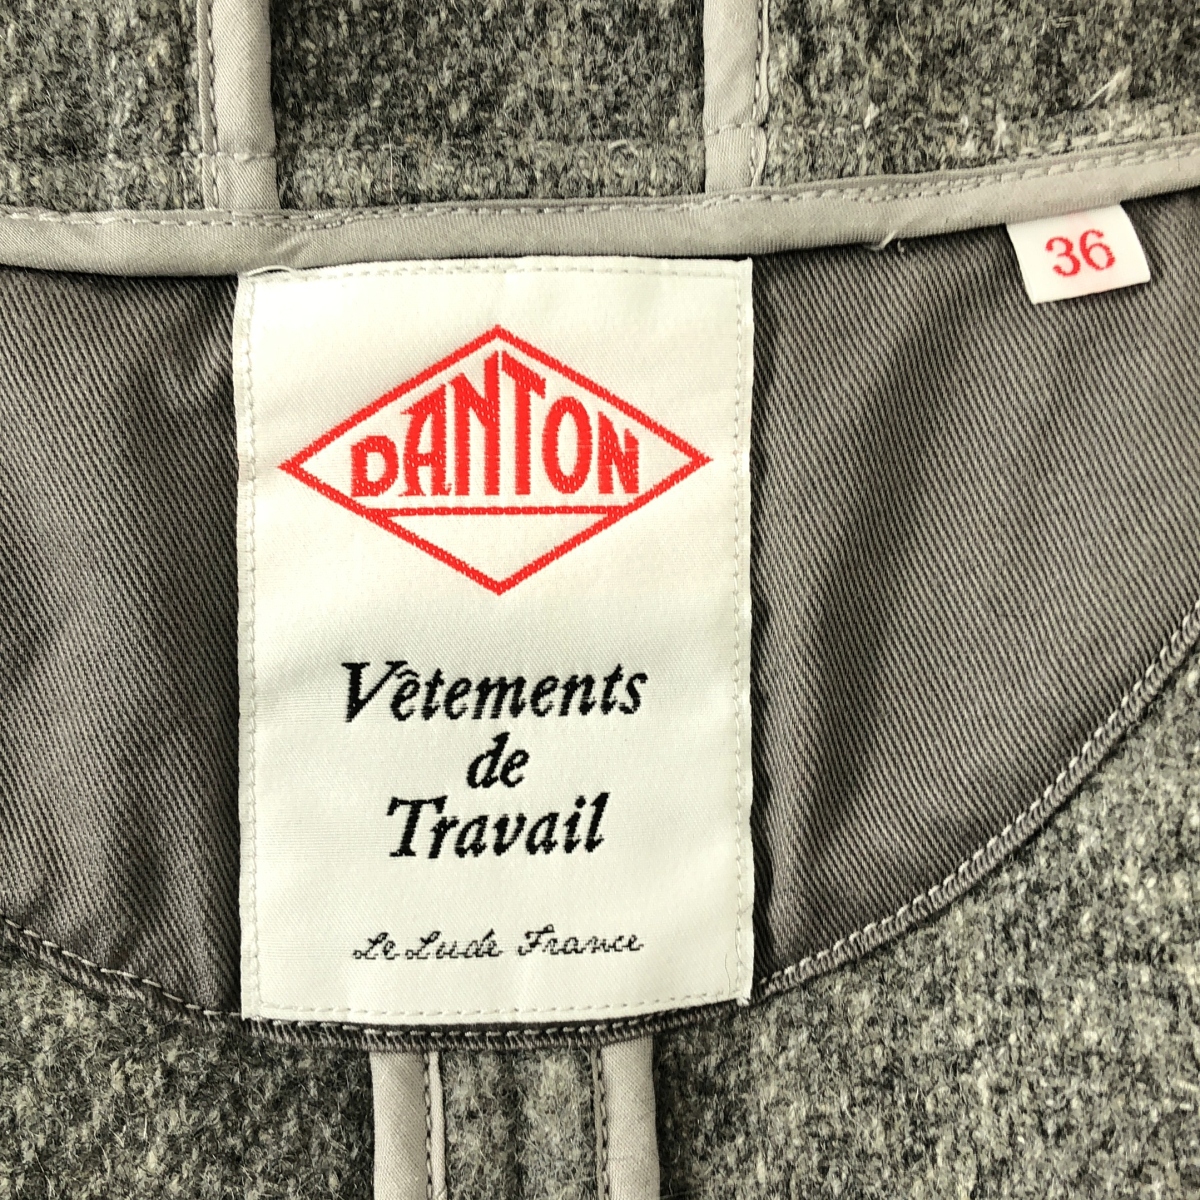 36
DANTON
Vêtements
de
Travail
Le Lude France